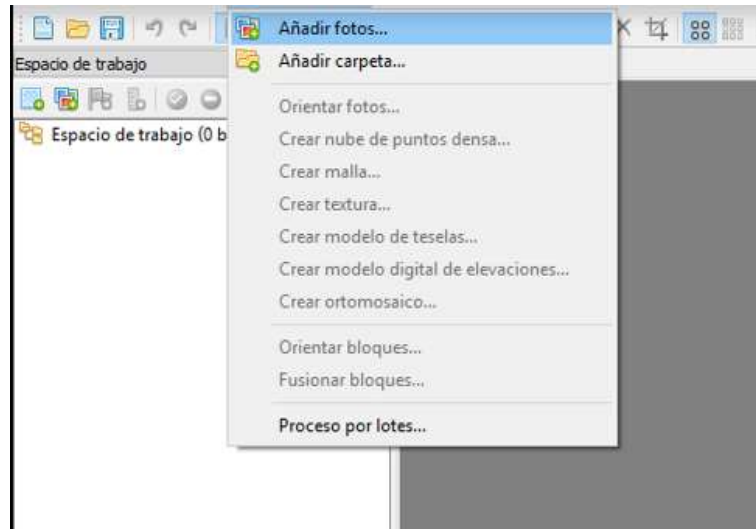 Espacio de trabajo
Espacio de trabajo (0 b
Añadir fotos...
Añadir carpeta...
Orientar fotos...
Crear nube de puntos densa...
Crear malla...
Crear textura...
Crear modelo de teselas...
Crear modelo digital de elevaciones...
Crear ortomosaico...
Orientar bloques...
Fusionar bloques...
Proceso por lotes...